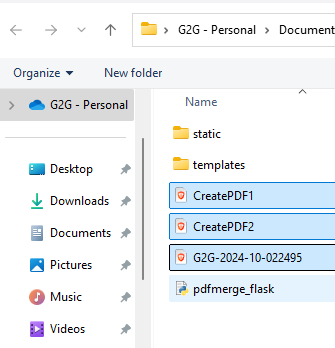 G2G - Personal > Document
Organize
New folder
G2G - Personal
Name
static
templates
Desktop
CreatePDF1
Downloads
CreatePDF2
Documents
G2G-2024-10-022495
Pictures
pdfmerge_flask
Music
Videos